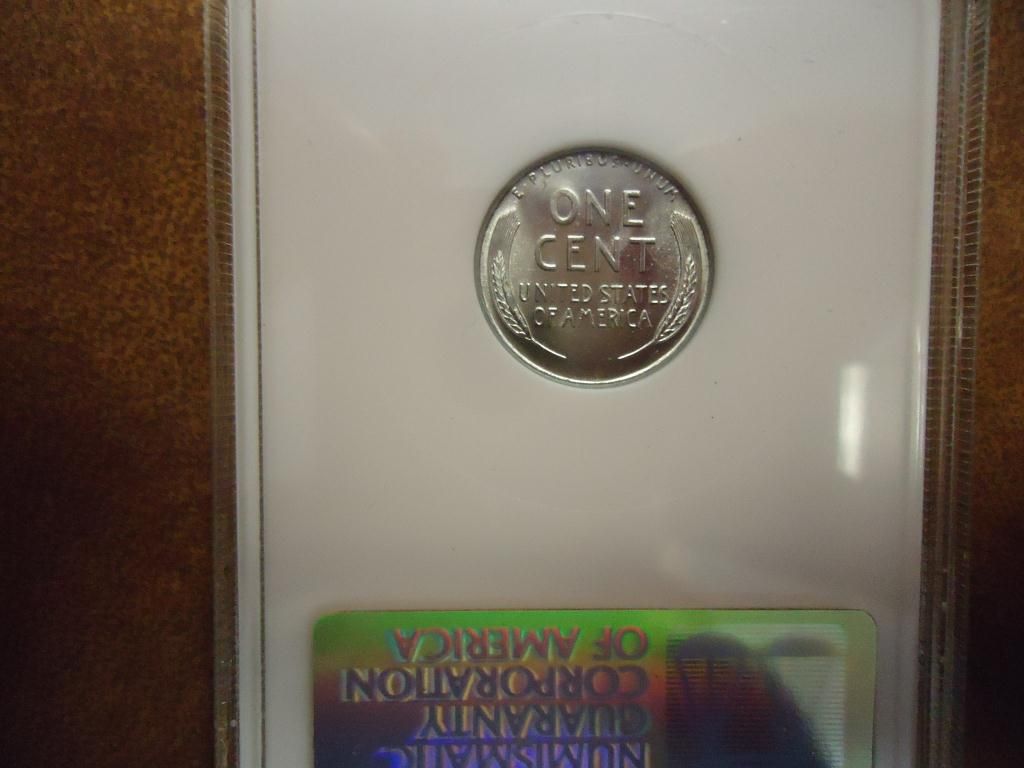 E·PLURIBUS·UNUM
ONE
CENT
UNITED STATES
OF AMERICA
NUMISMATIC
GUARANTY
CORPORATION
OF AMERICA